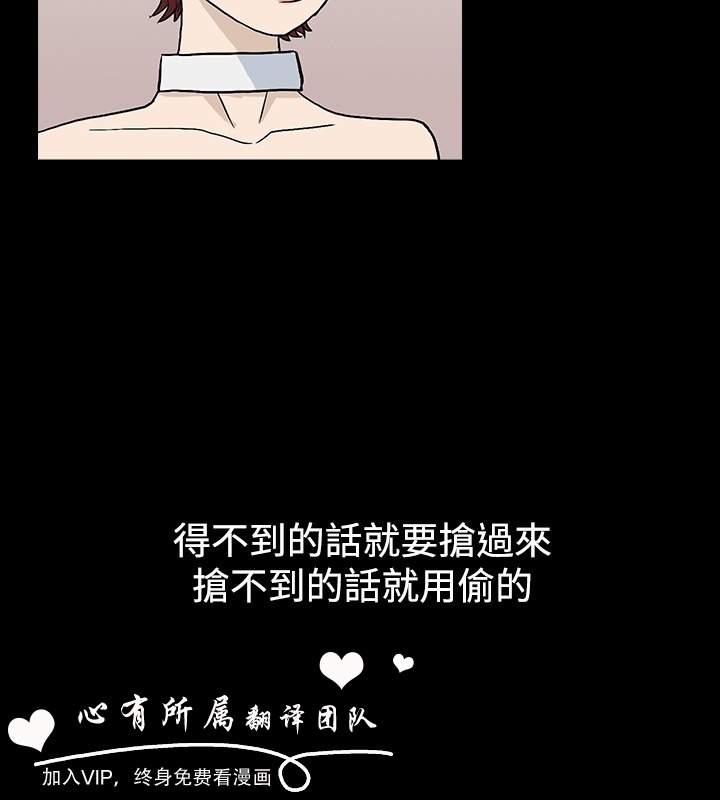 得不到的話就要搶過來
搶不到的話就用偷的
心有所属翻译团队
加入VIP，终身免费看漫画